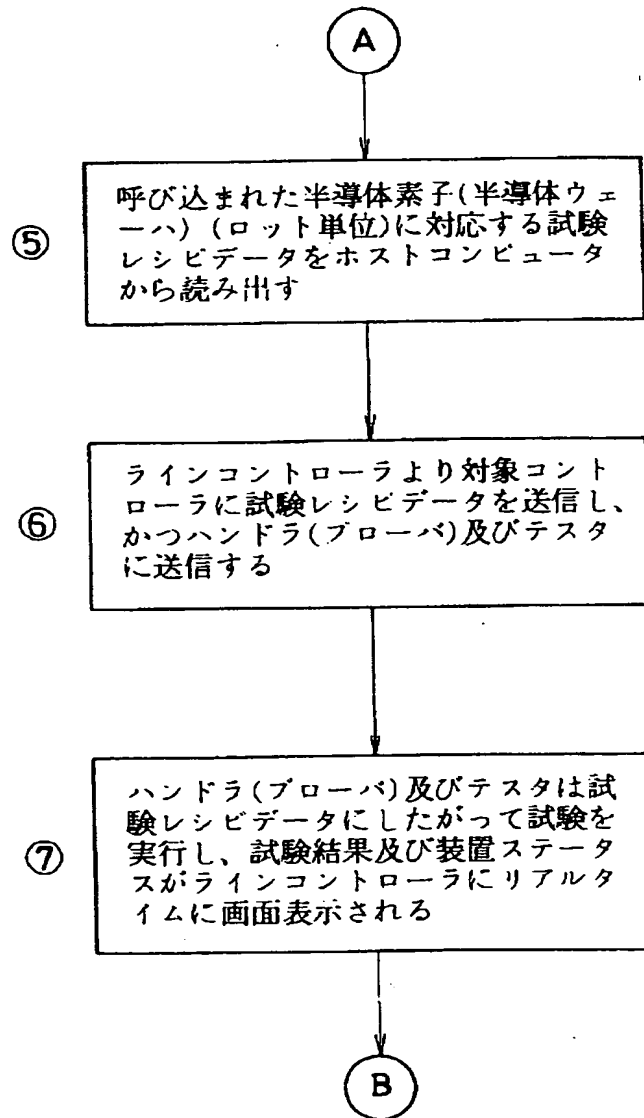 A
呼び込まれた半導体素子(半導体ウェ
ーハ)(ロット単位)に対応する試験
レシピデータをホストコンピュータ
から読み出す
⑤
ラインコントローラより対象コント
ローラに試験レシピデータを送信し、
かつハンドラ(プローバ)及びテスタ
に送信する
⑥
ハンドラ(プローバ)及びテスタは試
験レシピデータにしたがって試験を
実行し、試験結果及び装置ステータ
スがラインコントローラにリアルタ
イムに画面表示される
⑦
B